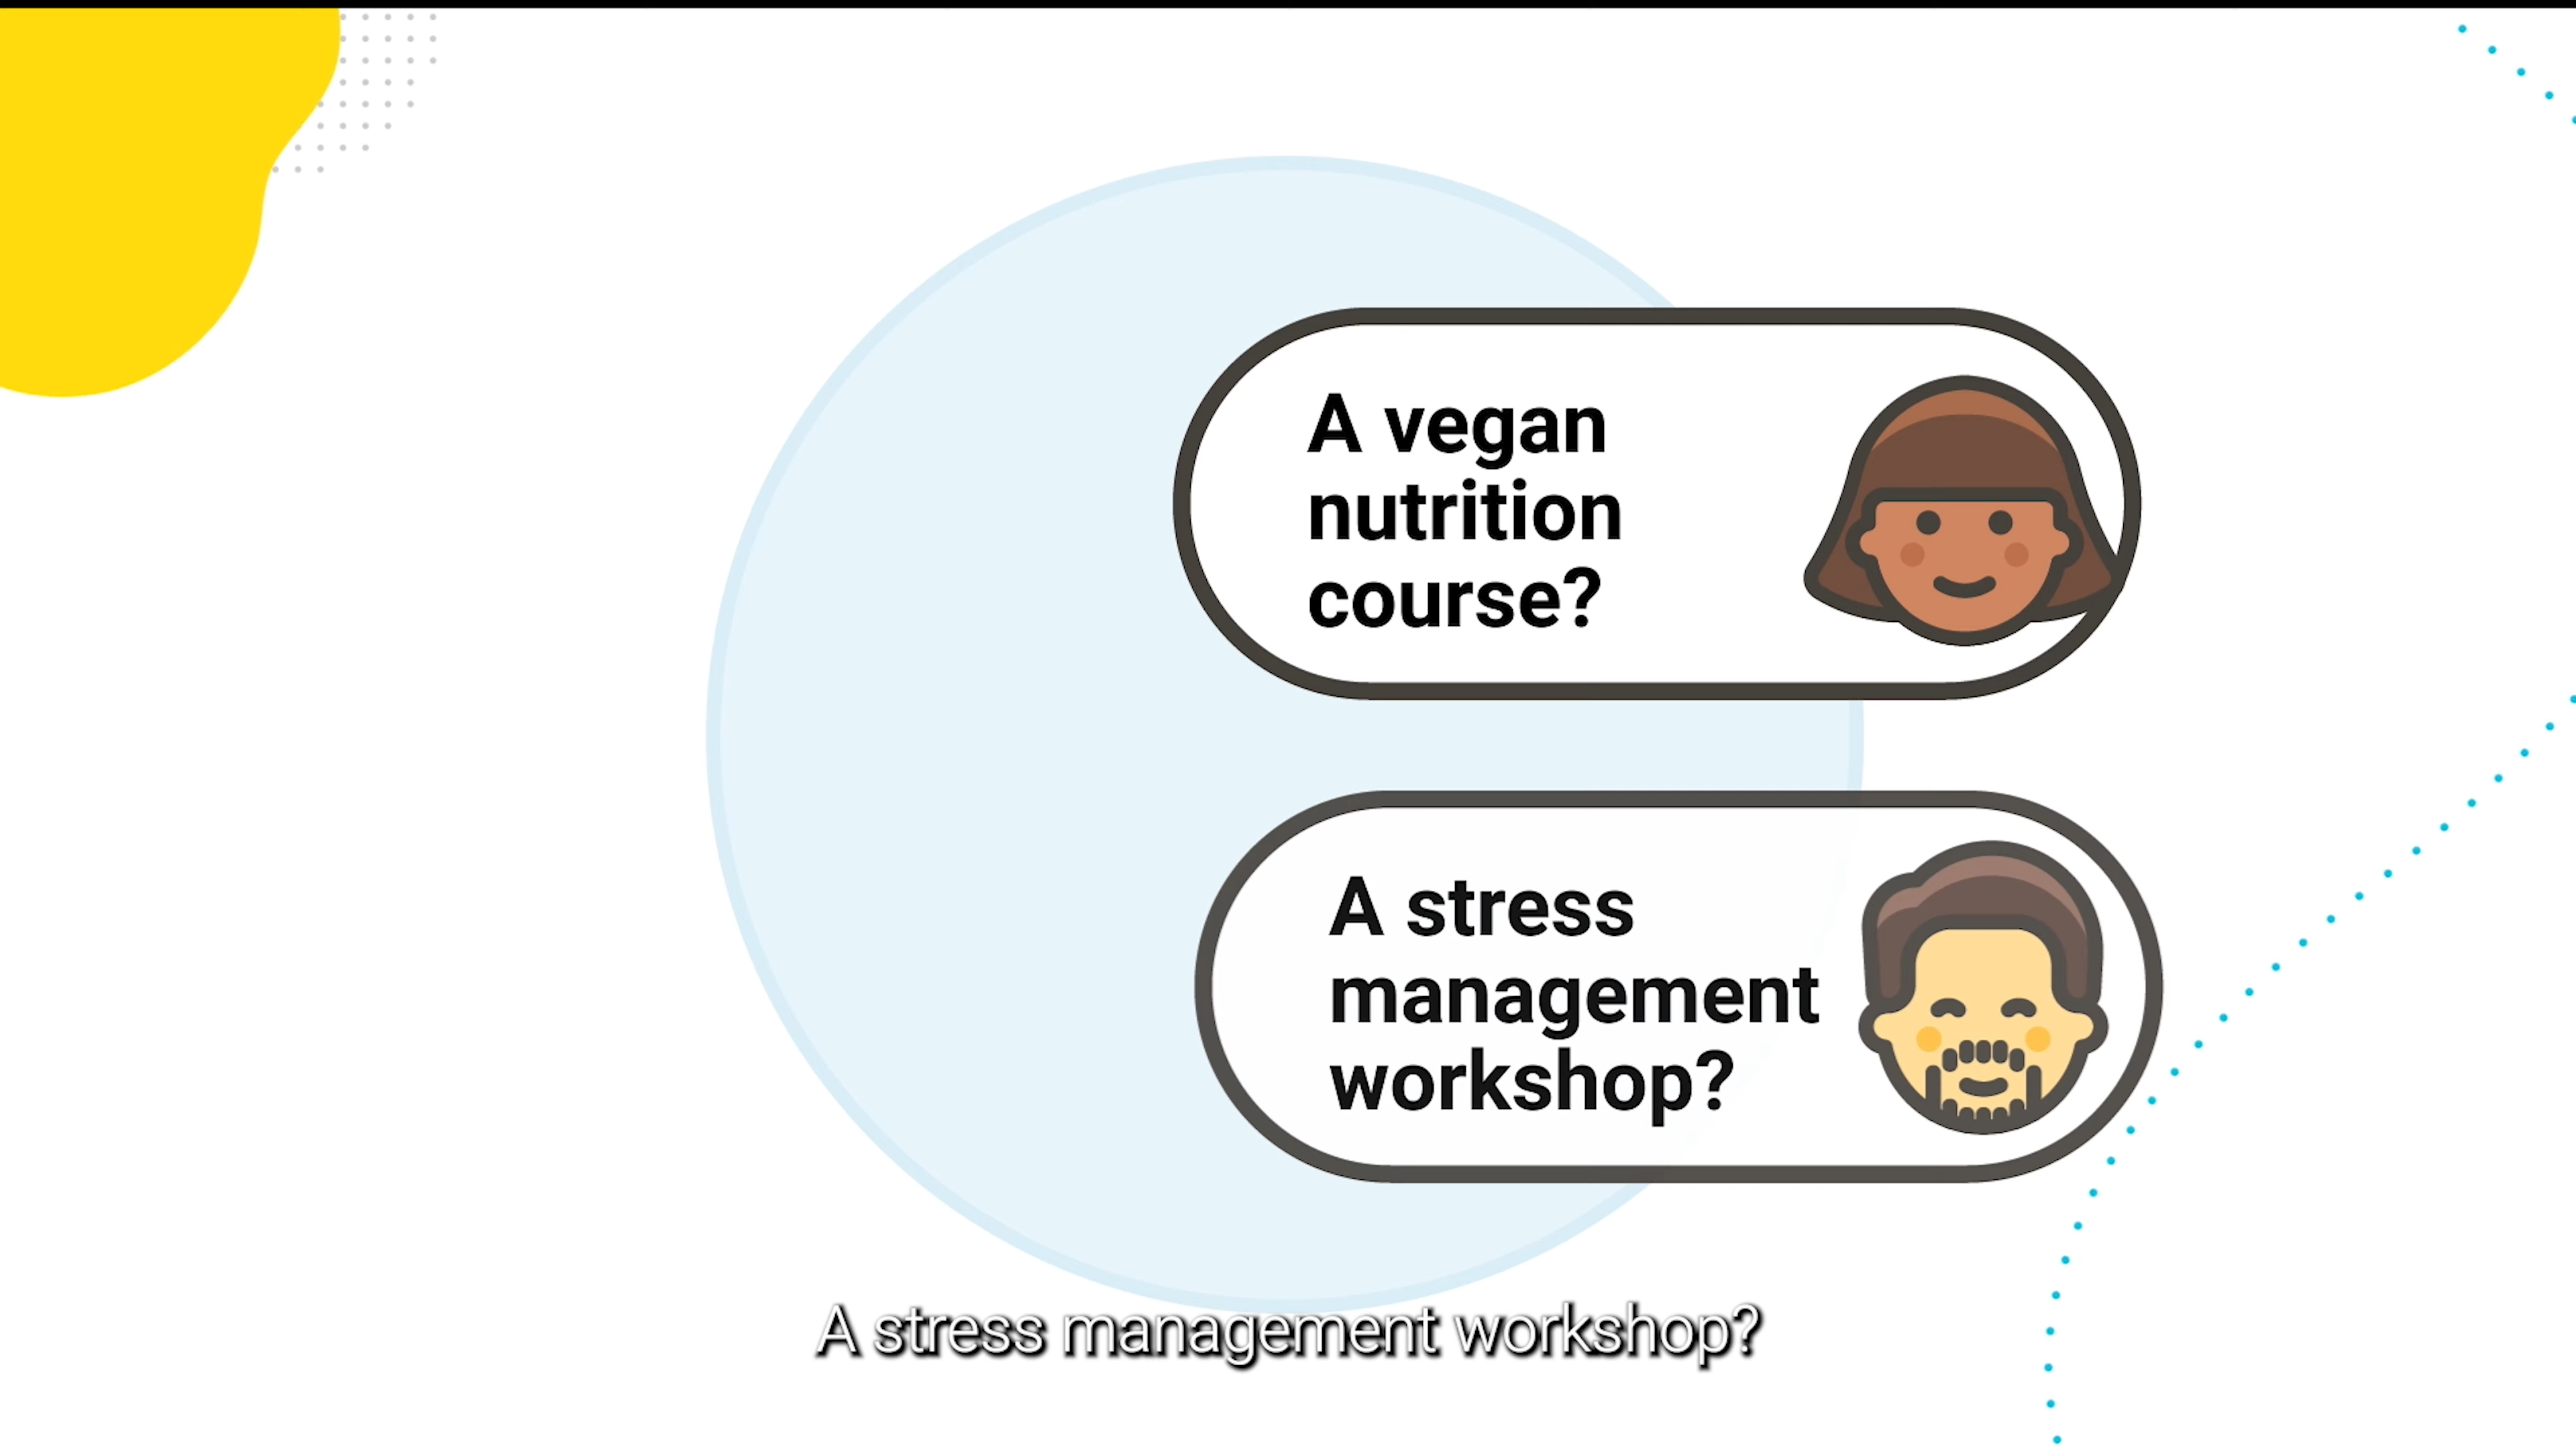 A vegan
nutrition
course?
A stress
management
workshop?
A stress management workshop?